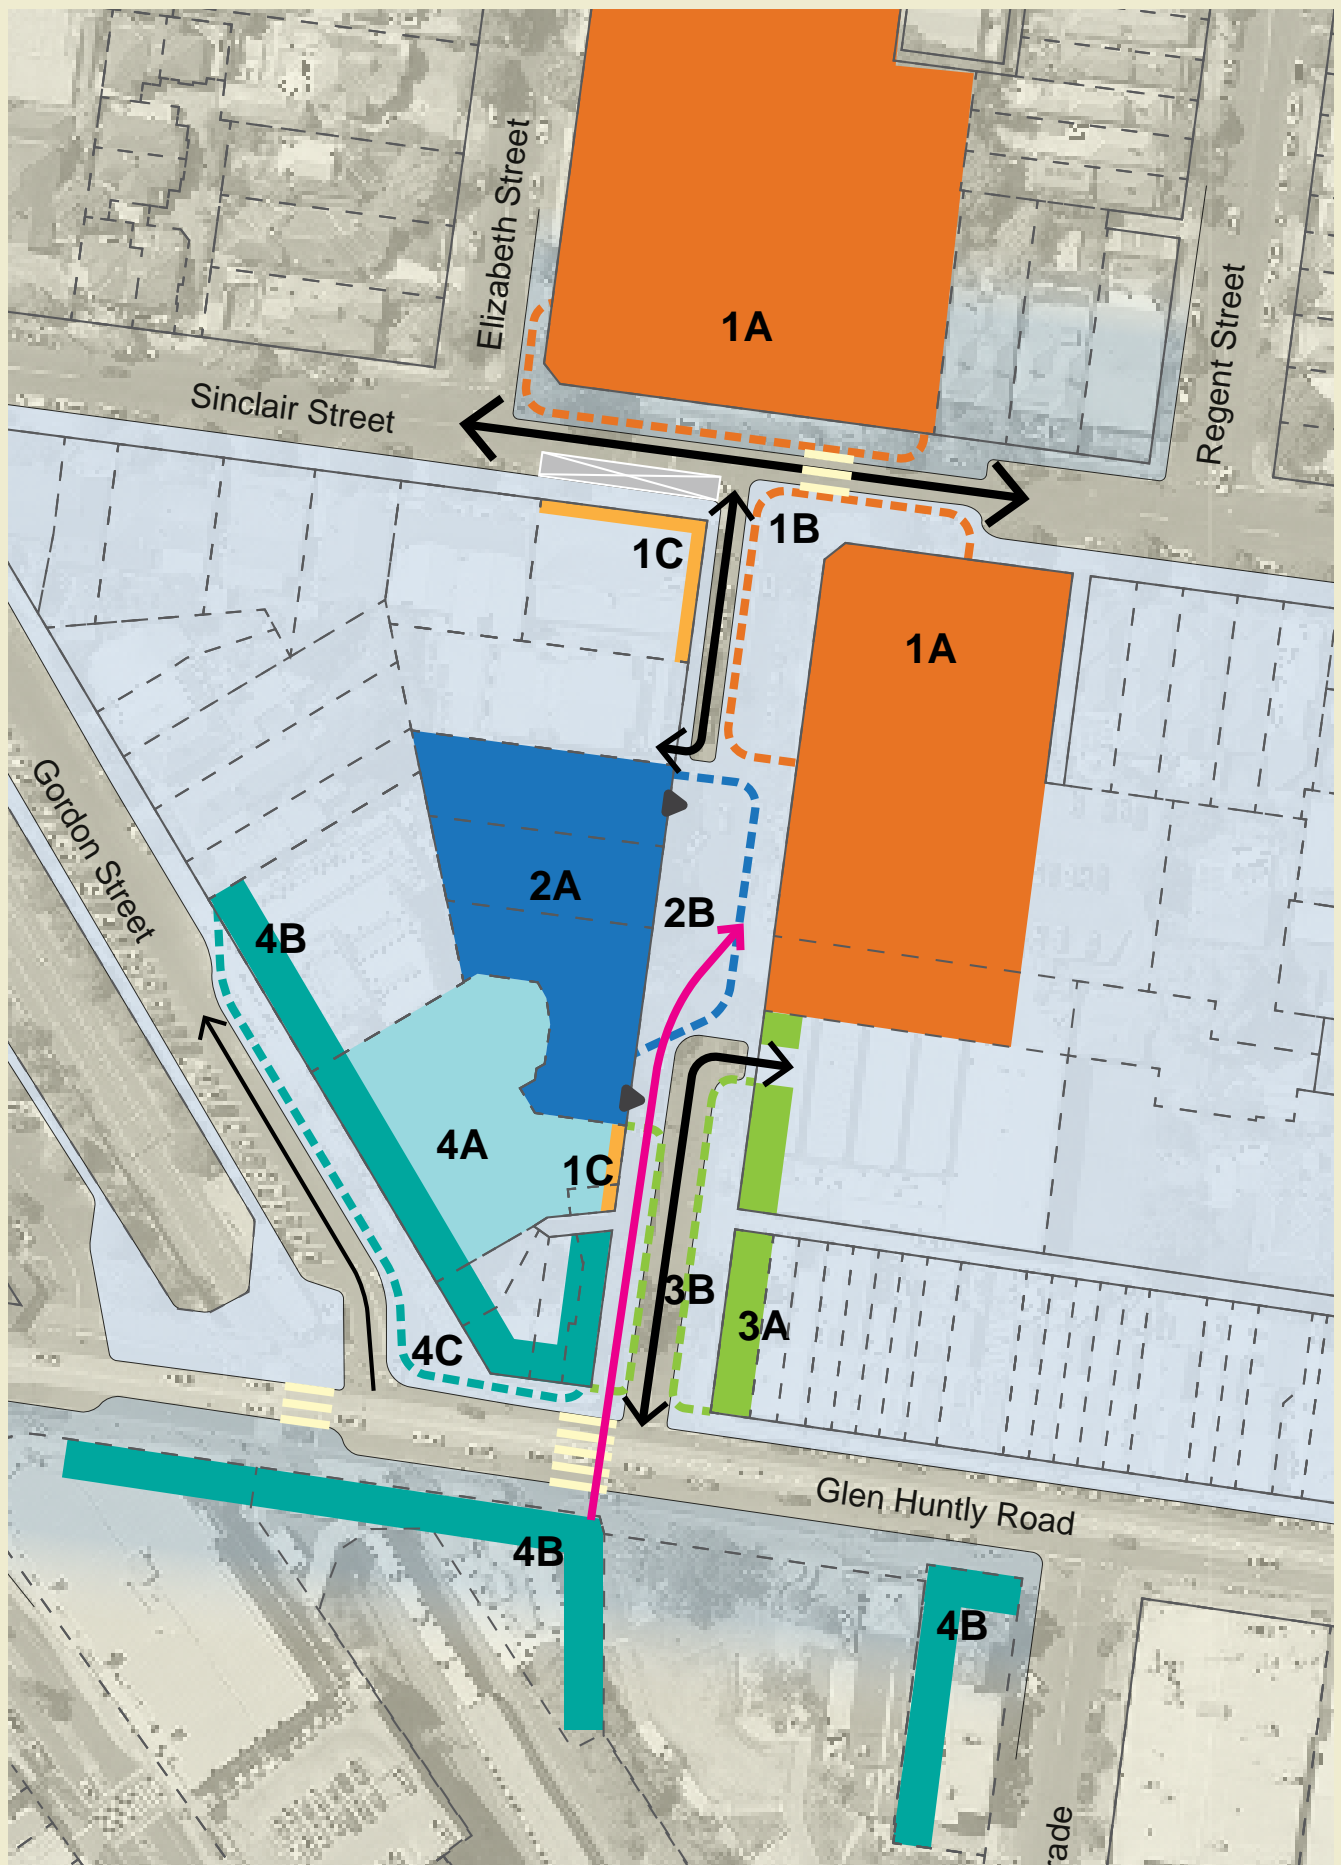 Elizabeth Street
1A
Regent Street
Sinclair Street
1B
1C
1A
Gordon Street
2A
2B
4B
4A
1C
3B
3A
4C
Glen Huntly Road
4B
4B
rade